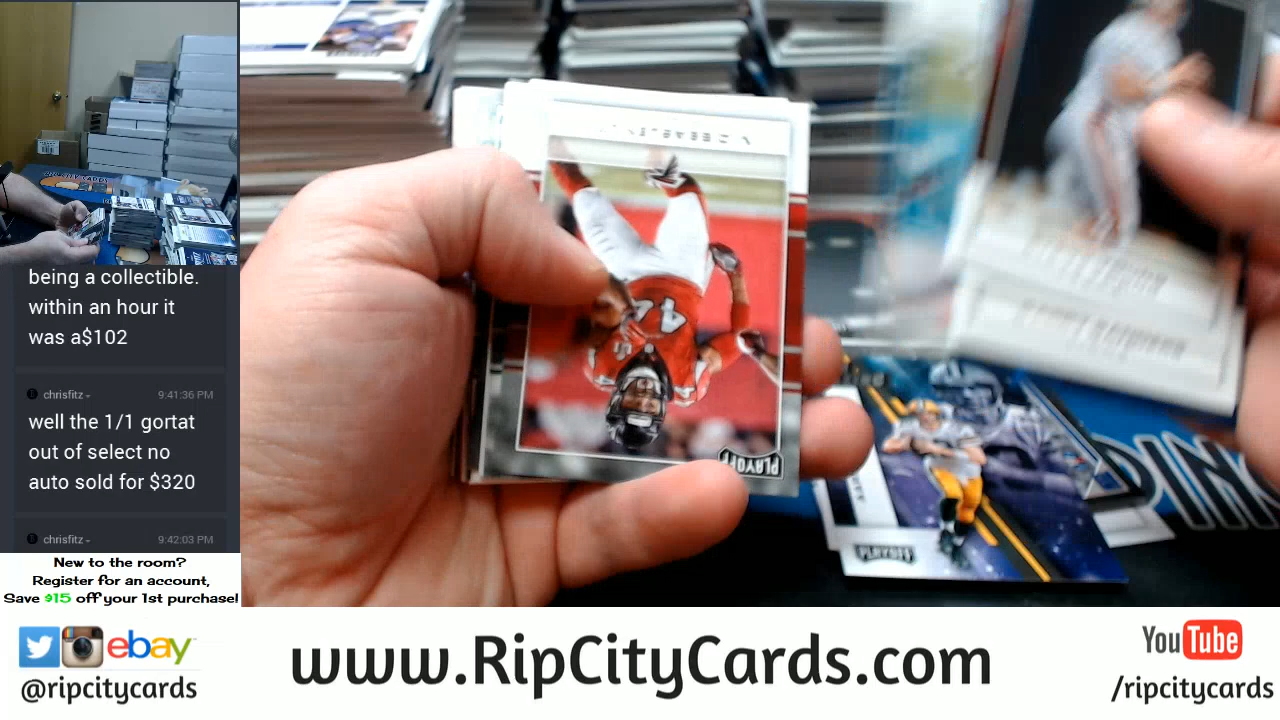 being a collectible.
within an hour it
was a$102
chrisfitz
9:41:36 PM
well the 1/1 gortat
out of select no
auto sold for $320
chrisfitz
9:42:03 PM
New to the room?
Register for an account,
Save $15 off your 1st purchase!
ebay
@ripcitycards
www.RipCityCards.com
YouTube
/ripcitycards
PLAYOFF
PLAYOFF
44